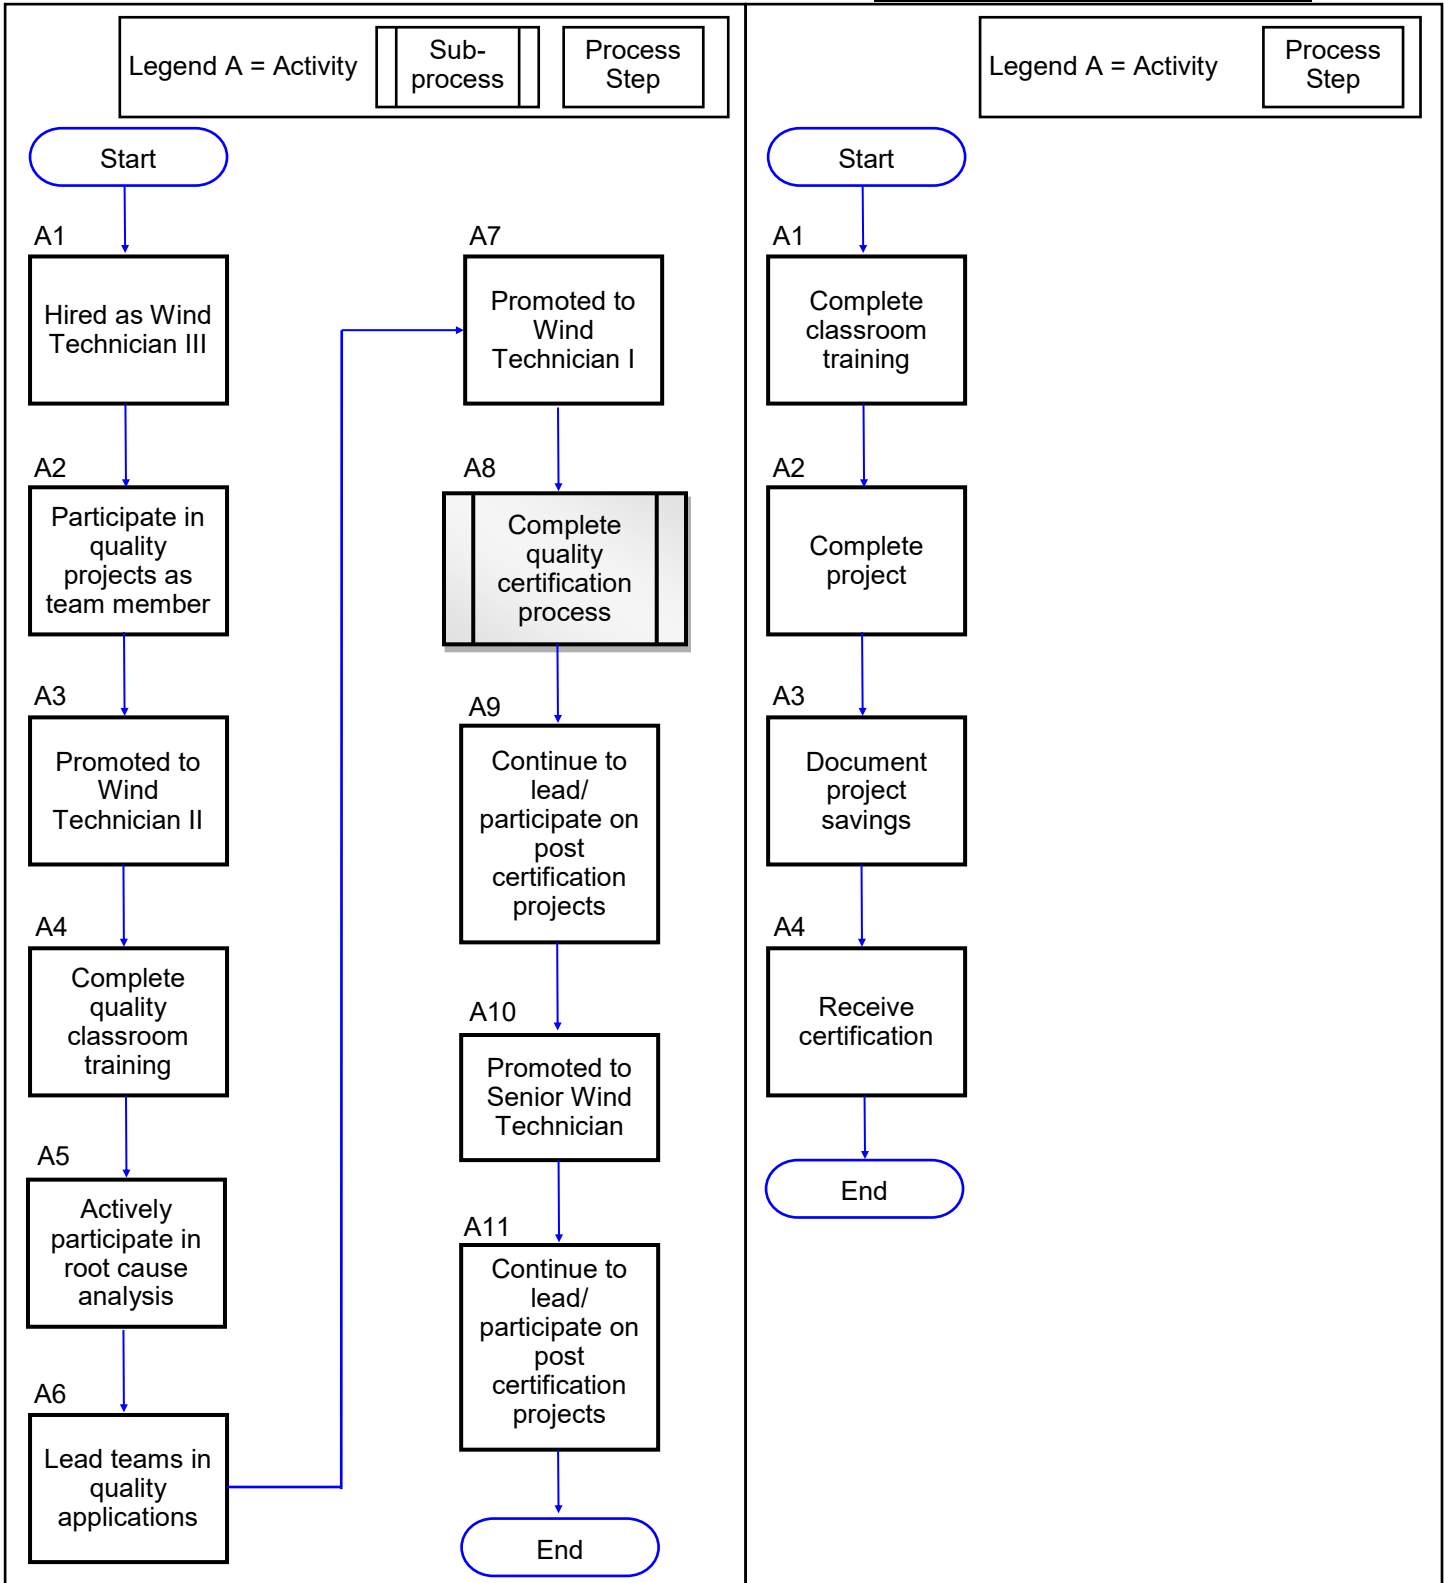 Legend A = Activity
Sub-
process
Process
Step
Start
A1
Hired as Wind
Technician III
A2
Participate in
quality
projects as
team member
A3
Promoted to
Wind
Technician II
A4
Complete
quality
classroom
training
A5
Actively
participate in
root cause
analysis
A6
Lead teams in
quality
applications
A7
Promoted to
Wind
Technician I
A8
Complete
quality
certification
process
A9
Continue to
lead/
participate on
post
certification
projects
A10
Promoted to
Senior Wind
Technician
A11
Continue to
lead/
participate on
post
certification
projects
End
Legend A = Activity
Process
Step
Start
A1
Complete
classroom
training
A2
Complete
project
A3
Document
project
savings
A4
Receive
certification
End